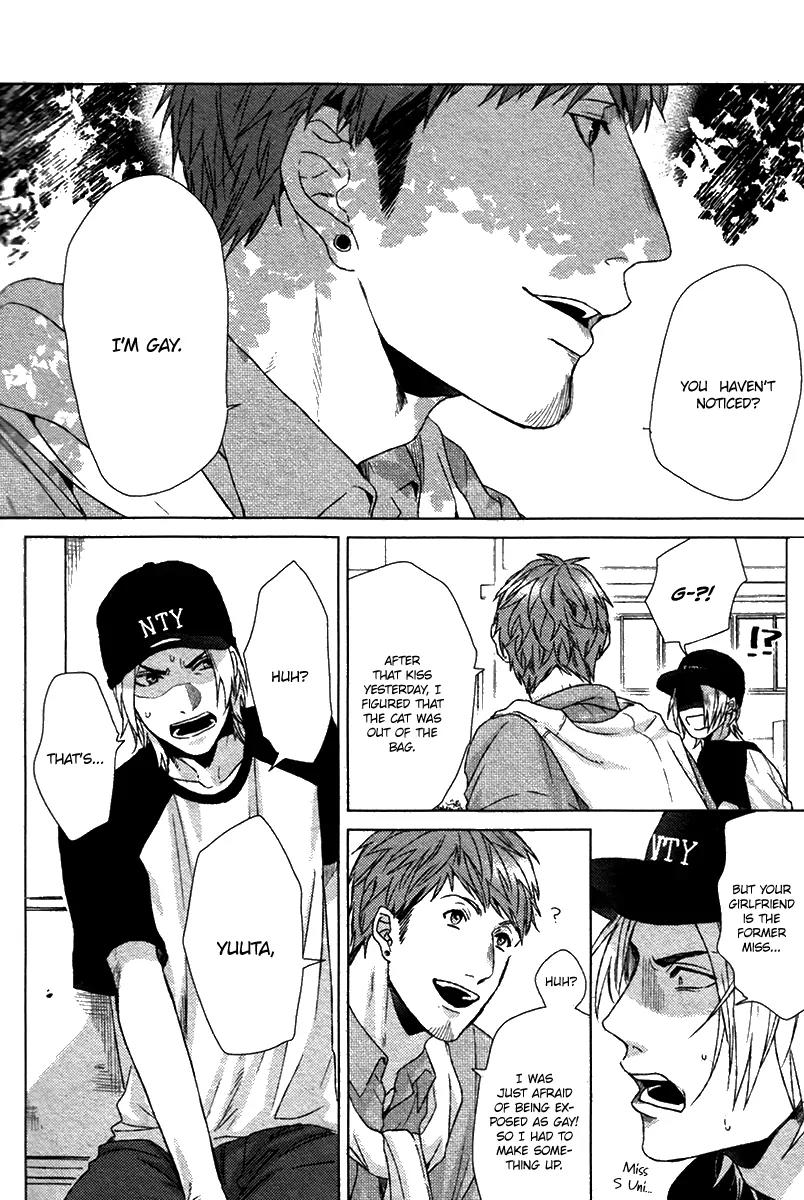 YOU HAVEN'T
NOTICED?
I'M GAY.
G-?!
!?
AFTER
THAT KISS
YESTERDAY, I
FIGURED THAT
THE CAT WAS
OUT OF THE
BAG.
BUT YOUR
GIRLFRIEND
IS THE
FORMER
MISS...
VTY
Miss
S Uni...
?
HUH?
I WAS
JUST AFRAID
OF BEING EX-
POSED AS GAY!
SO I HAD TO
MAKE SOME-
THING UP.
NTY
HUH?
THAT'S...
YUUTA,